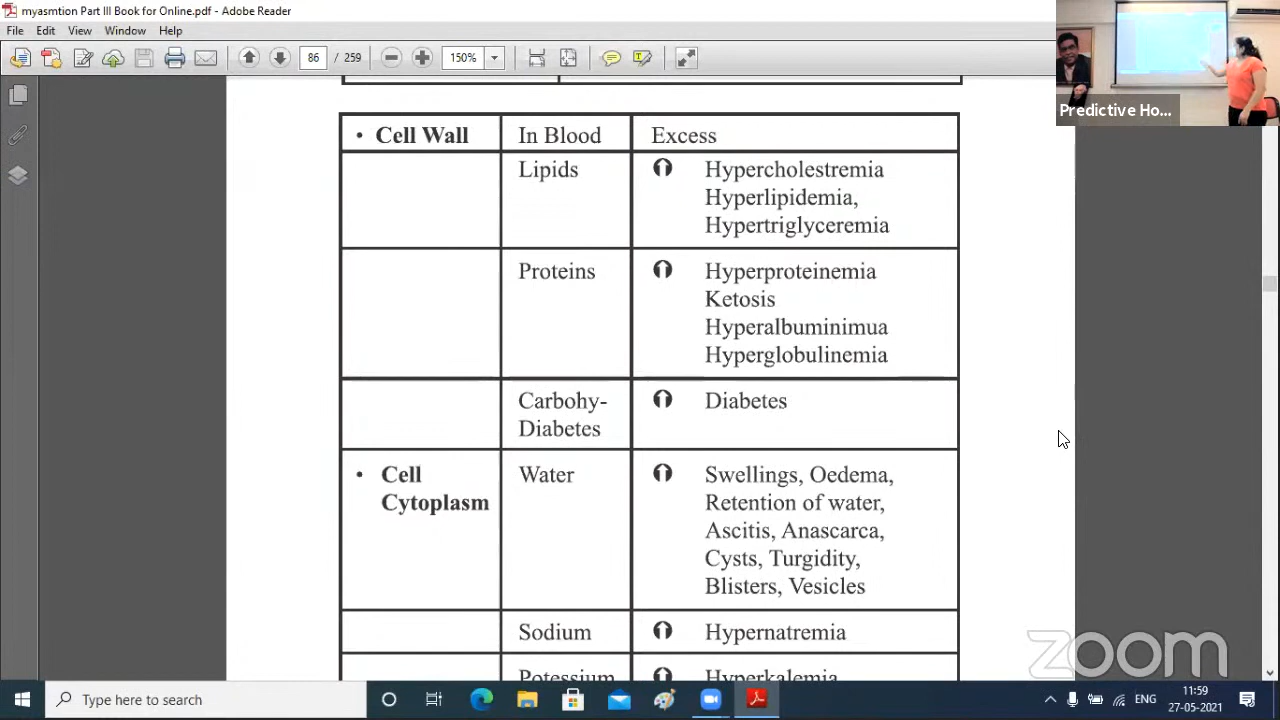 myasmtion Part III Book for Online.pdf - Adobe Reader
File Edit View Window Help
86 / 259 150%
Predictive Ho...
• Cell Wall In Blood Excess
Lipids Hypercholestremia
Hyperlipidemia,
Hypertriglyceremia
Proteins Hyperproteinemia
Ketosis
Hyperalbuminimua
Hyperglobulinemia
Carbohy- Diabetes
Diabetes
• Cell Water Swellings, Oedema,
Cytoplasm Retention of water,
Ascitis, Anascarca,
Cysts, Turgidity,
Blisters, Vesicles
Sodium Hypernatremia
Potessium Hyperkalemia
zoom
Type here to search
ENG
11:59
27-05-2021